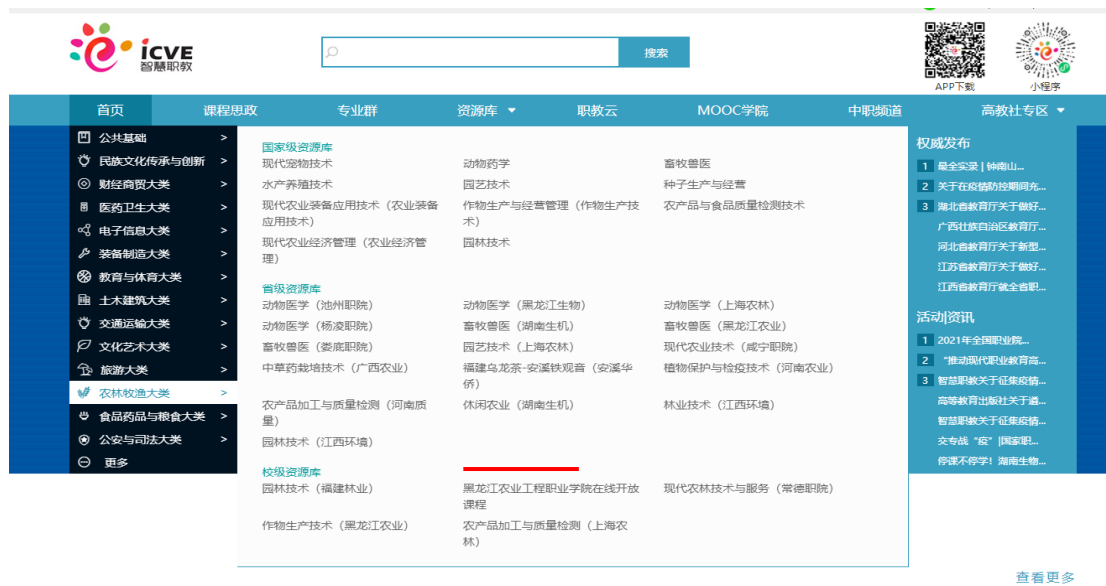 icve
智慧职教
搜索
APP下载
小程序
首页
课程思政
专业群
资源库
职教云
MOOC学院
中职频道
高教社专区
公共基础 >
民族文化传承与创新 >
财经商贸大类 >
医药卫生大类 >
电子信息大类 >
装备制造大类 >
教育与体育大类 >
土木建筑大类 >
交通运输大类 >
文化艺术大类 >
旅游大类 >
农林牧渔大类 >
食品药品与粮食大类 >
公安与司法大类 >
更多
国家级资源库
现代宠物技术
动物药学
畜牧兽医
水产养殖技术
园艺技术
种子生产与经营
现代农业装备应用技术（农业装备
应用技术）
作物生产与经营管理（作物生产技
术）
农产品与食品质量检测技术
现代农业经济管理（农业经济管
理）
园林技术
省级资源库
动物医学（池州职院）
动物医学（黑龙江生物）
动物医学（上海农林）
动物医学（杨凌职院）
畜牧兽医（湖南生机）
畜牧兽医（黑龙江农业）
畜牧兽医（娄底职院）
园艺技术（上海农林）
现代农业技术（咸宁职院）
中草药栽培技术（广西农业）
福建乌龙茶-安溪铁观音（安溪华
侨）
植物保护与检疫技术（河南农业）
农产品加工与质量检测（河南质
量）
休闲农业（湖南生机）
林业技术（江西环境）
园林技术（江西环境）
校级资源库
园林技术（福建林业）
黑龙江农业工程职业学院在线开放
课程
现代农林技术与服务（常德职院）
作物生产技术（黑龙江农业）
农产品加工与质量检测（上海农
林）
权威发布
1 最全实录 | 钟南山...
2 关于在疫情防控期间充...
3 湖北省教育厅关于做好...
广西壮族自治区教育厅...
河北省教育厅关于新型...
江苏省教育厅关于做好...
江西省教育厅就全省职...
活动|资讯
1 2021年全国职业院...
2 “推动现代职业教育高...
3 智慧职教关于征集疫情...
高等教育出版社关于遴...
智慧职教关于征集疫情...
交专战“疫”|国家职...
停课不停学！湖南生物...
查看更多